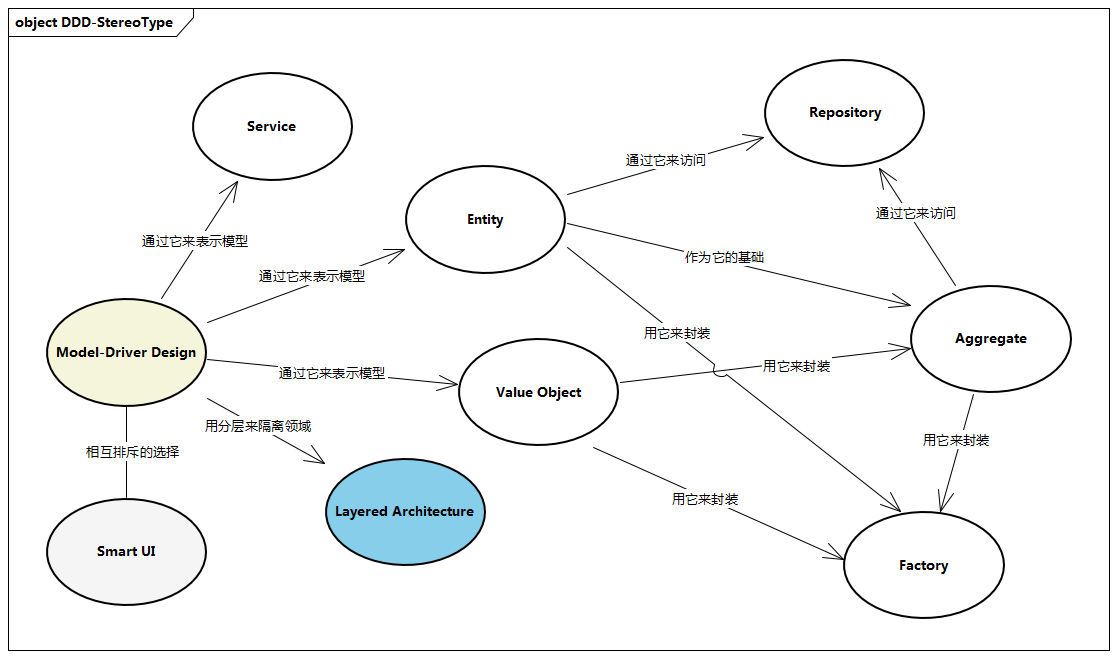 object DDD-StereoType
Repository
Service
通过它来访问
Entity
通过它来访问
通过它来表示模型
作为它的基础
通过它来表示模型
用它来封装
Aggregate
Model-Driver Design
用它来封装
通过它来表示模型
Value Object
用分层来隔离领域
用它来封装
相互排斥的选择
用它来封装
Layered Architecture
Smart UI
Factory